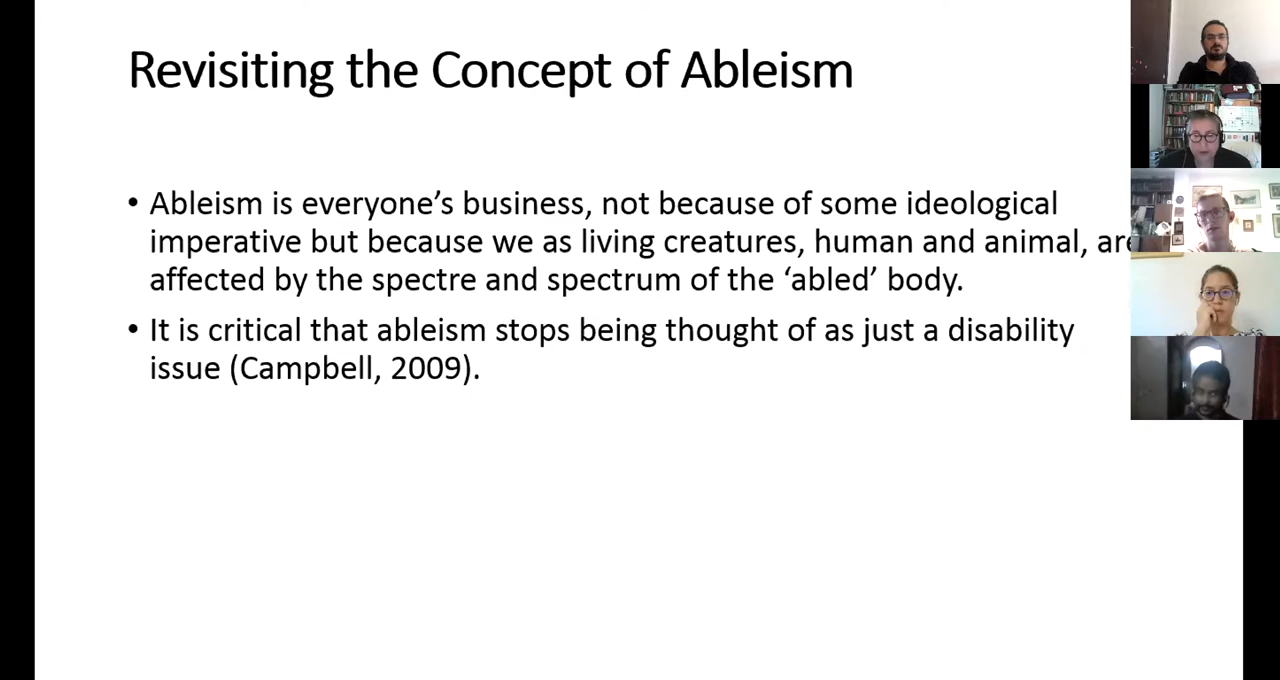 Revisiting the Concept of Ableism
• Ableism is everyone’s business, not because of some ideological
imperative but because we as living creatures, human and animal, are
affected by the spectre and spectrum of the ‘abled’ body.
• It is critical that ableism stops being thought of as just a disability
issue (Campbell, 2009).